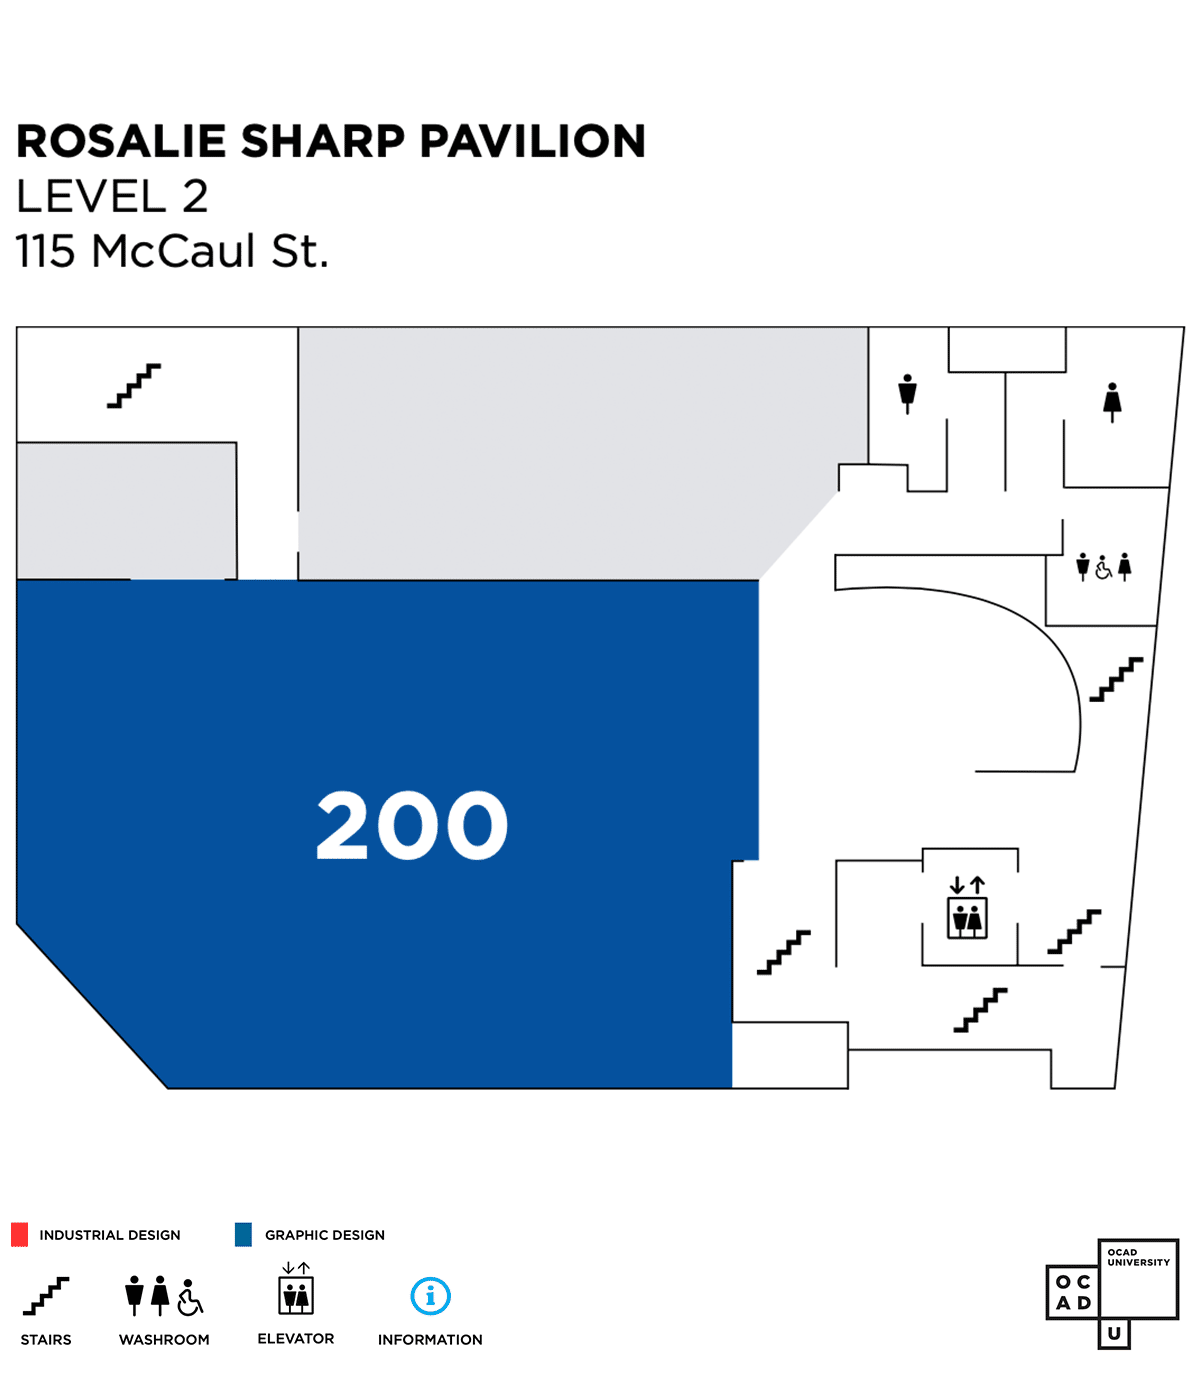 ROSALIE SHARP PAVILION
LEVEL 2
115 McCaul St.
200
INDUSTRIAL DESIGN
GRAPHIC DESIGN
STAIRS
WASHROOM
ELEVATOR
INFORMATION
OCAD
UNIVERSITY
O C
A D
U